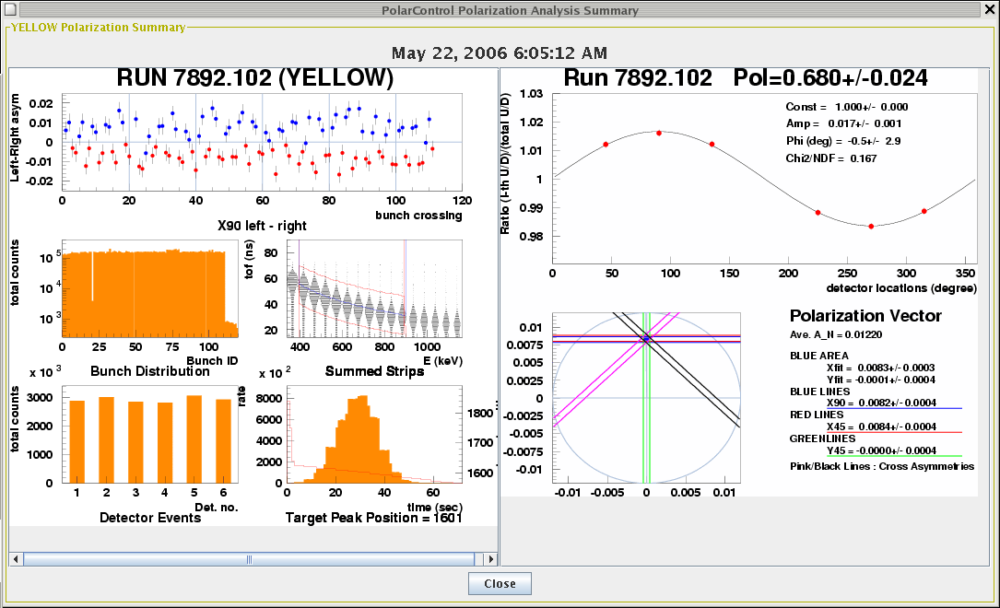 PolarControl Polarization Analysis Summary
YELLOW Polarization Summary
May 22, 2006 6:05:12 AM
RUN 7892.102 (YELLOW)
Left-Right asym
0.02
0.01
0
-0.01
-0.02
0 20 40 60 80 100 120
bunch crossing
X90 left - right
total counts
10 5
10 4
10 3
0 25 50 75 100
Bunch ID
Bunch Distribution
tof (ns)
80
60
40
20
400 600 800 1000
E (keV)
Summed Strips
x 10 3
total counts
3000
2000
1000
0
1 2 3 4 5 6
Det. no.
Detector Events
x 10 2
rate
8000
6000
4000
2000
0
1800
1700
1600
0 20 40 60
time (sec)
Target Peak Position = 1601
Run 7892.102 Pol=0.680+/-0.024
Ratio (i-th U/D)/(total U/D)
1.03
1.02
1.01
1
0.99
0.98
Const = 1.000+/- 0.000
Amp = 0.017+/- 0.001
Phi (deg) = -0.5+/- 2.9
Chi2/NDF = 0.167
0 50 100 150 200 250 300 350
detector locations (degree)
0.01
0.0075
0.005
0.0025
0
-0.0025
-0.005
-0.0075
-0.01
-0.01 -0.005 0 0.005 0.01
Polarization Vector
Ave. A_N = 0.01220
BLUE AREA
Xfit = 0.0083+/-0.0003
Yfit = -0.0001+/- 0.0004
BLUE LINES
X90 = 0.0082+/-0.0004
RED LINES
X45 = 0.0084+/-0.0004
GREENLINES
Y45 = -0.0000+/- 0.0004
Pink/Black Lines : Cross Asymmetries
Close